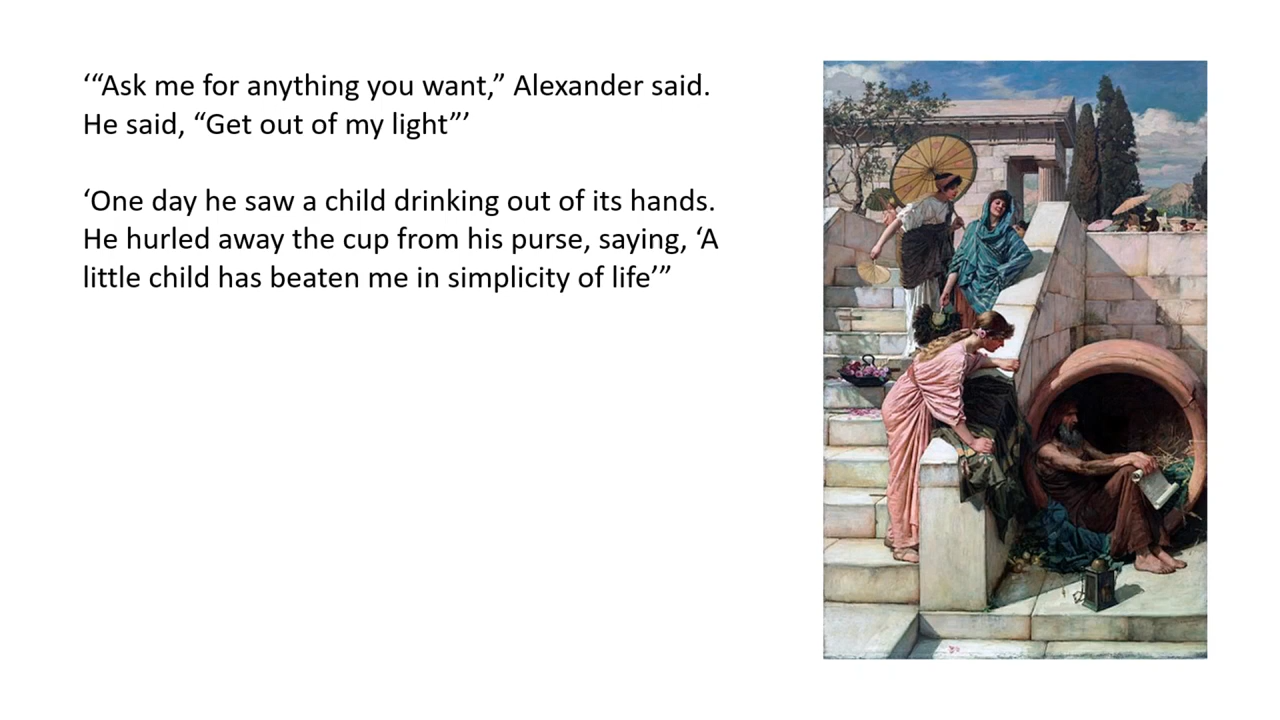 ‘“Ask me for anything you want,” Alexander said.
He said, “Get out of my light”’
‘One day he saw a child drinking out of its hands.
He hurled away the cup from his purse, saying, ‘A
little child has beaten me in simplicity of life’”